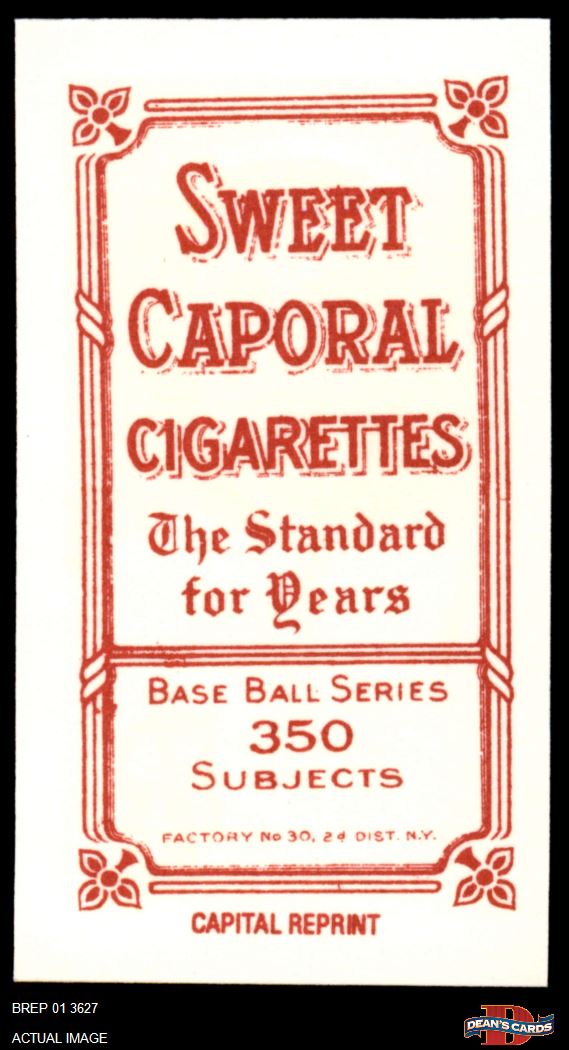 SWEET
CAPORAL
CIGARETTES
The Standard
for Years
BASE BALL SERIES
350
SUBJECTS
FACTORY No 30, 2d DIST. N.Y.
CAPITAL REPRINT
BREP 01 3627
ACTUAL IMAGE
DEAN'S CARDS